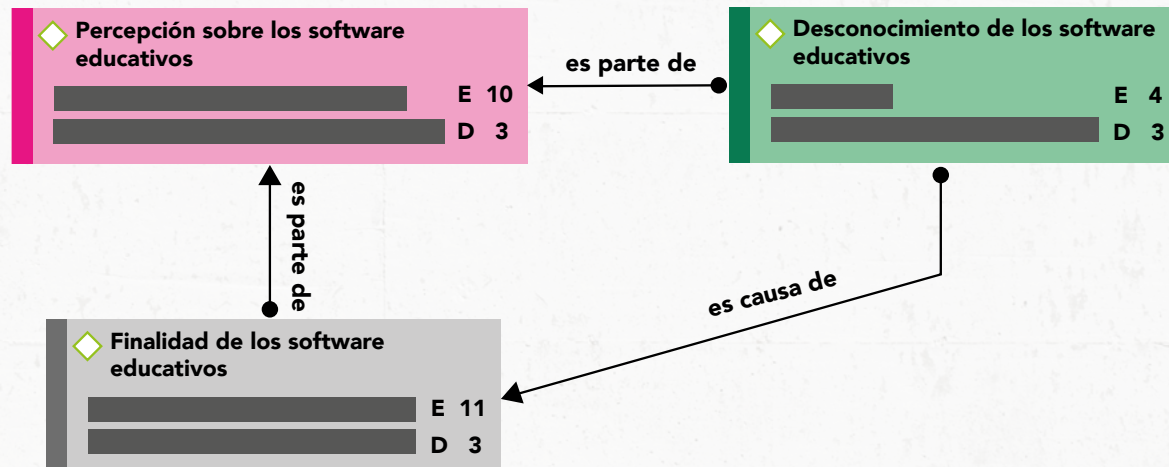 Percepción sobre los software
educativos
E 10
D 3
es parte de
Desconocimiento de los software
educativos
E 4
D 3
es parte de
es causa de
Finalidad de los software
educativos
E 11
D 3